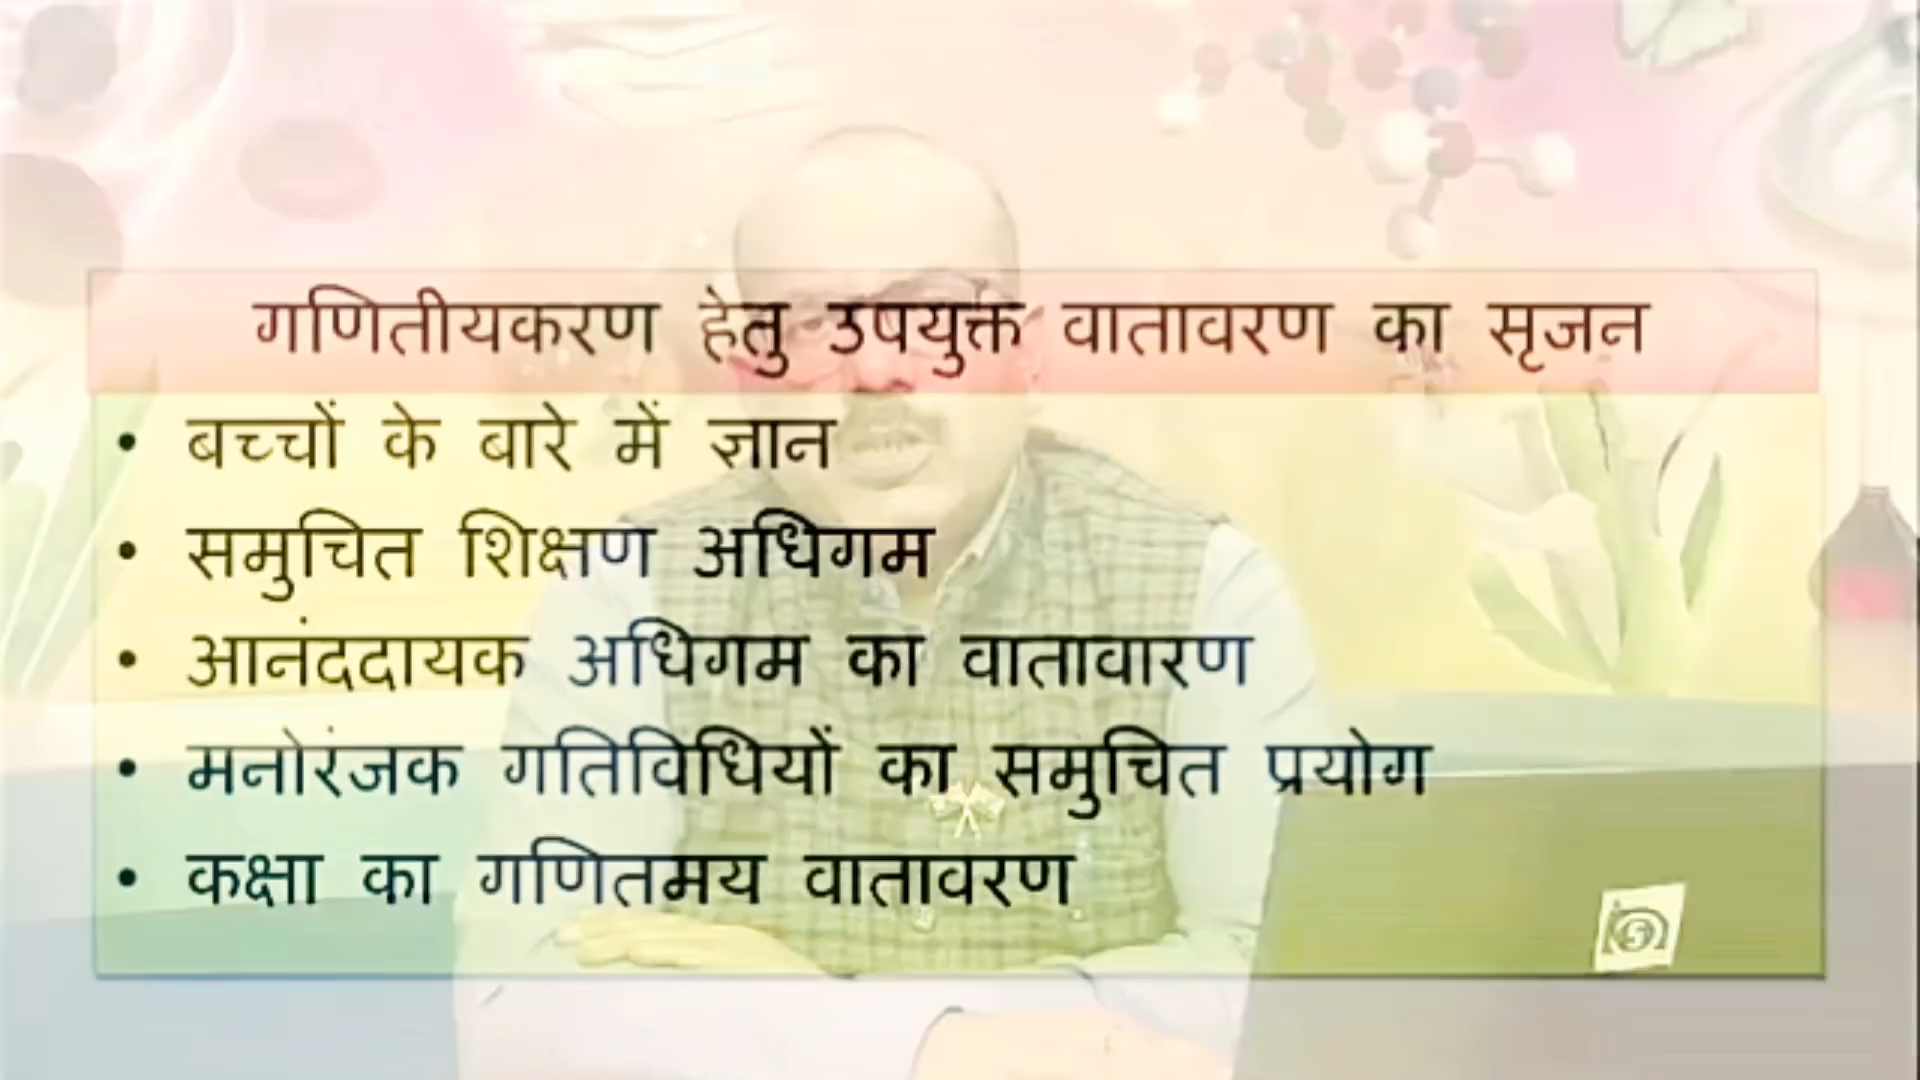 गणितीयकरण हेतु उपयुक्त वातावरण का सृजन
• बच्चों के बारे में ज्ञान
• समुचित शिक्षण अधिगम
• आनंददायक अधिगम का वातावारण
• मनोरंजक गतिविधियों का समुचित प्रयोग
• कक्षा का गणितमय वातावरण